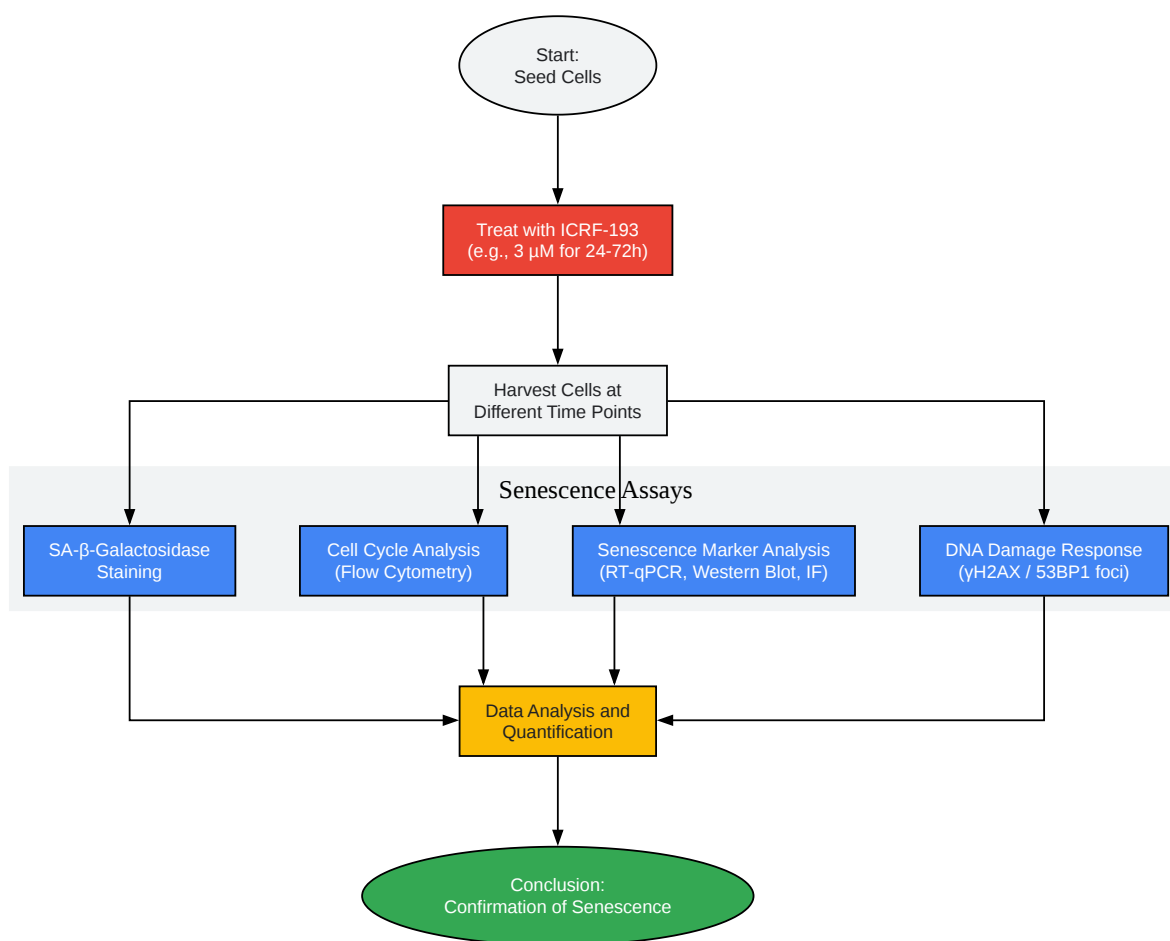 Start:
Seed Cells
Treat with ICRF-193
(e.g., 3 µM for 24-72h)
Harvest Cells at
Different Time Points
Senescence Assays
SA-β-Galactosidase
Staining
Cell Cycle Analysis
(Flow Cytometry)
Senescence Marker Analysis
(RT-qPCR, Western Blot, IF)
DNA Damage Response
(γH2AX / 53BP1 foci)
Data Analysis and
Quantification
Conclusion:
Confirmation of Senescence